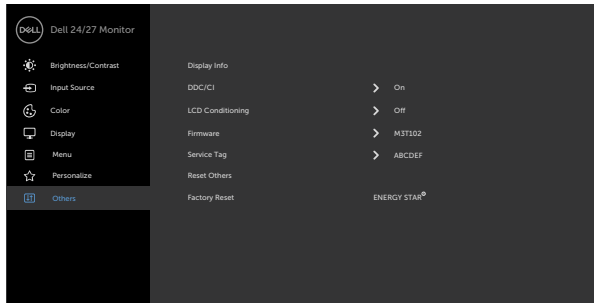 DELL Dell 24/27 Monitor
Brightness/Contrast Display Info
Input Source DDC/CI On
Color LCD Conditioning Off
Display Firmware M3T102
Menu Service Tag ABCDEF
Personalize Reset Others
Others Factory Reset ENERGY STAR®